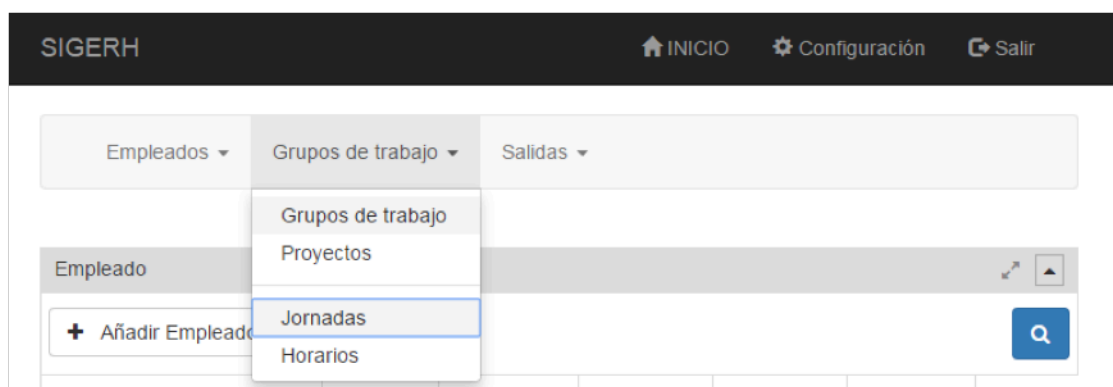 SIGERH INICIO Configuración Salir
Empleados Grupos de trabajo Salidas
Grupos de trabajo
Proyectos
Empleado
Jornadas
Añadir Empleado
Horarios